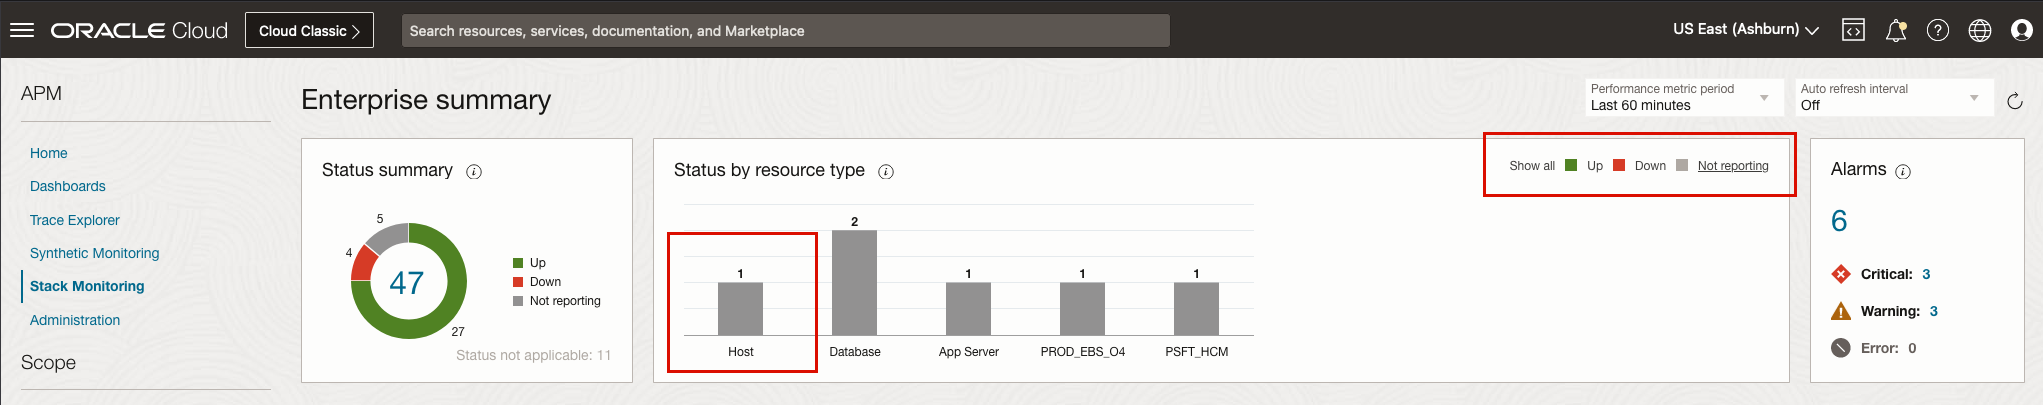 ORACLE Cloud
Cloud Classic >
Search resources, services, documentation, and Marketplace
US East (Ashburn)
APM
Home
Dashboards
Trace Explorer
Synthetic Monitoring
Stack Monitoring
Administration
Scope
Enterprise summary
Performance metric period
Last 60 minutes
Auto refresh interval
Off
Status summary
5
4
47
27
Up
Down
Not reporting
Status not applicable: 11
Status by resource type
Show all Up Down Not reporting
1 2 1 1 1
Host Database App Server PROD_EBS_04 PSFT_HCM
Alarms
6
Critical: 3
Warning: 3
Error: 0